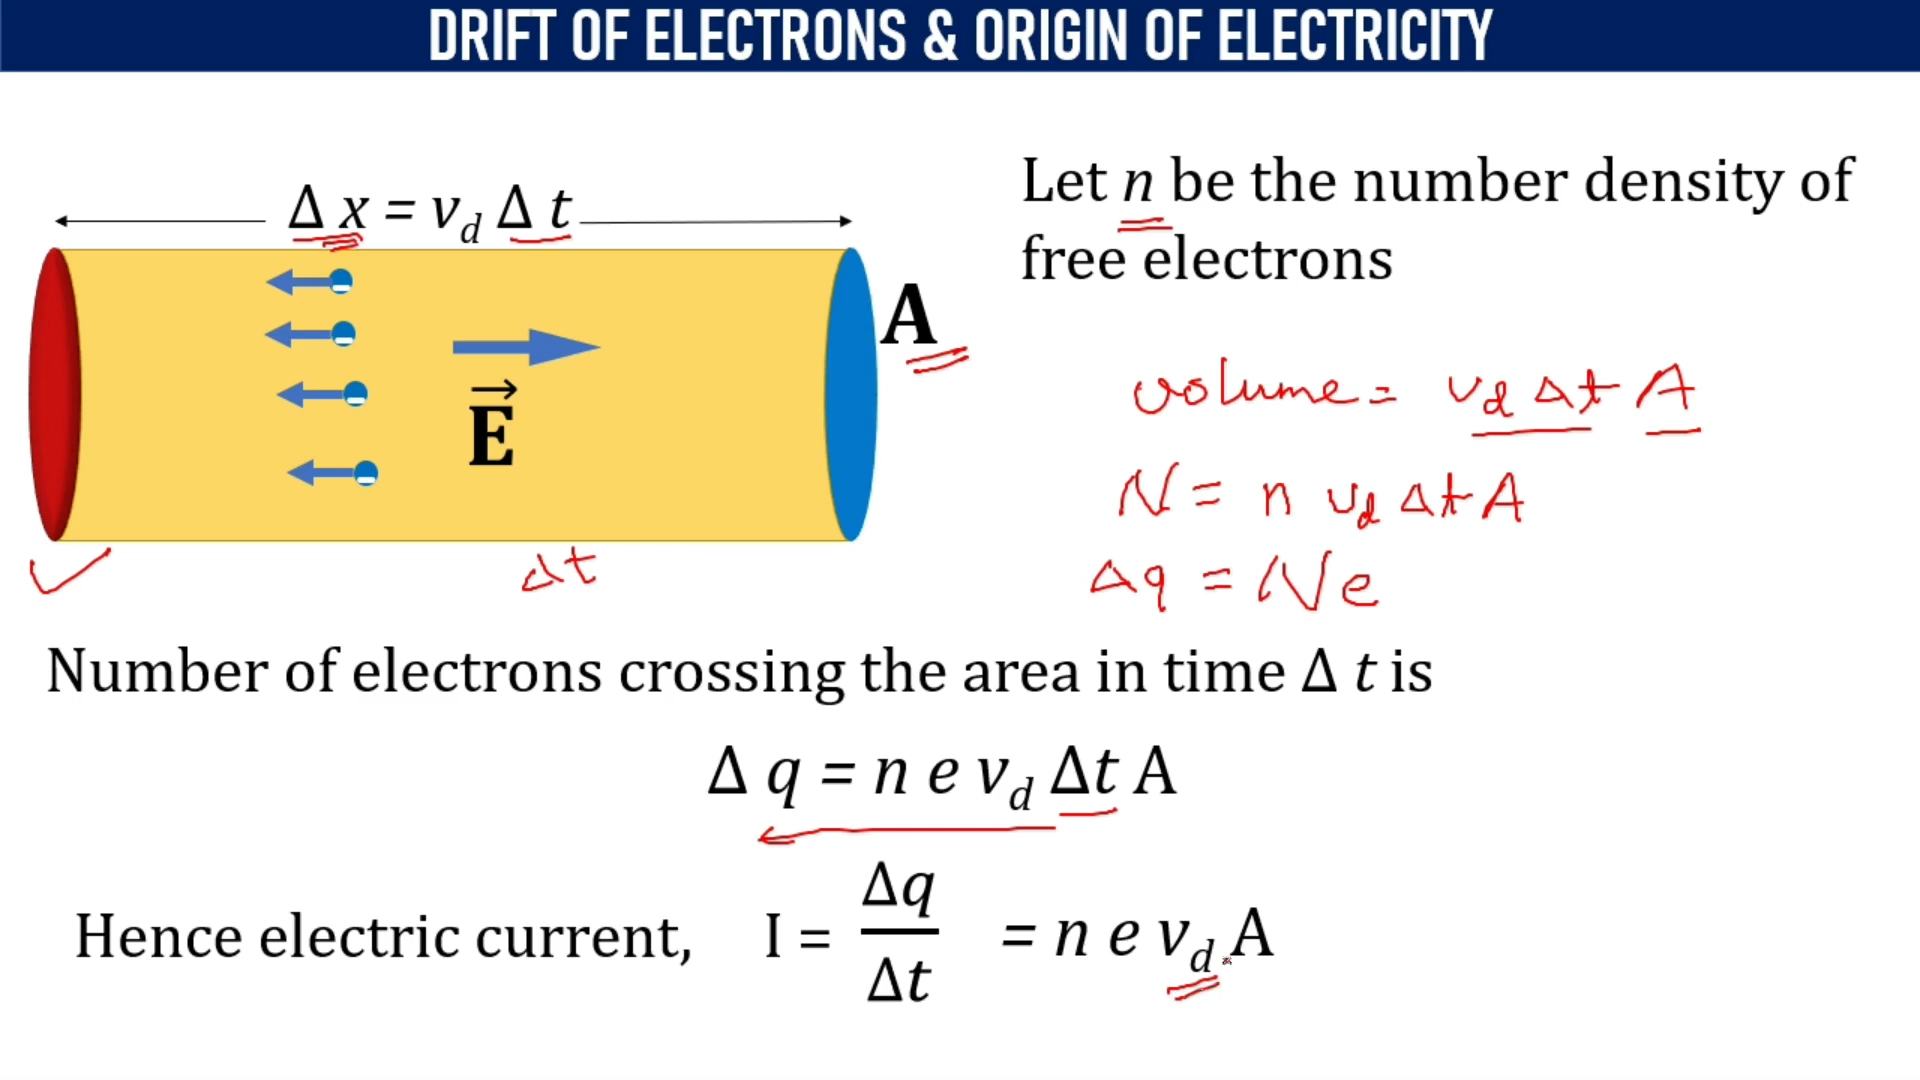 DRIFT OF ELECTRONS & ORIGIN OF ELECTRICITY
Δ x = v_d Δ t
A
E⃗
Δt
Let n be the number density of
free electrons
volume = v_d Δt A
N = n v_d Δt A
Δq = Ne
Number of electrons crossing the area in time Δ t is
Δ q = n e v_d Δt A
Hence electric current, I = Δq/Δt = n e v_d A